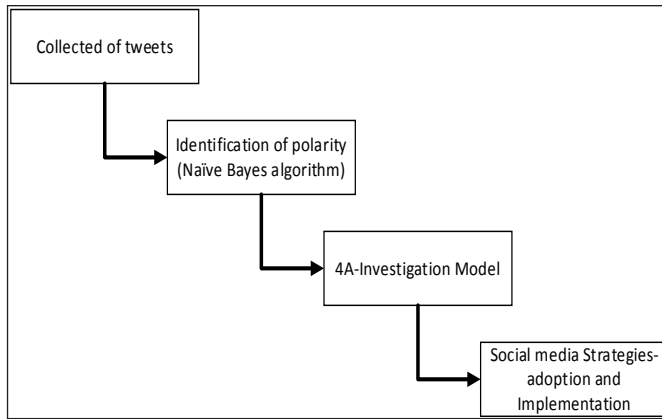 Collected of tweets
Identification of polarity
(Naïve Bayes algorithm)
4A-Investigation Model
Social media Strategies-
adoption and
Implementation